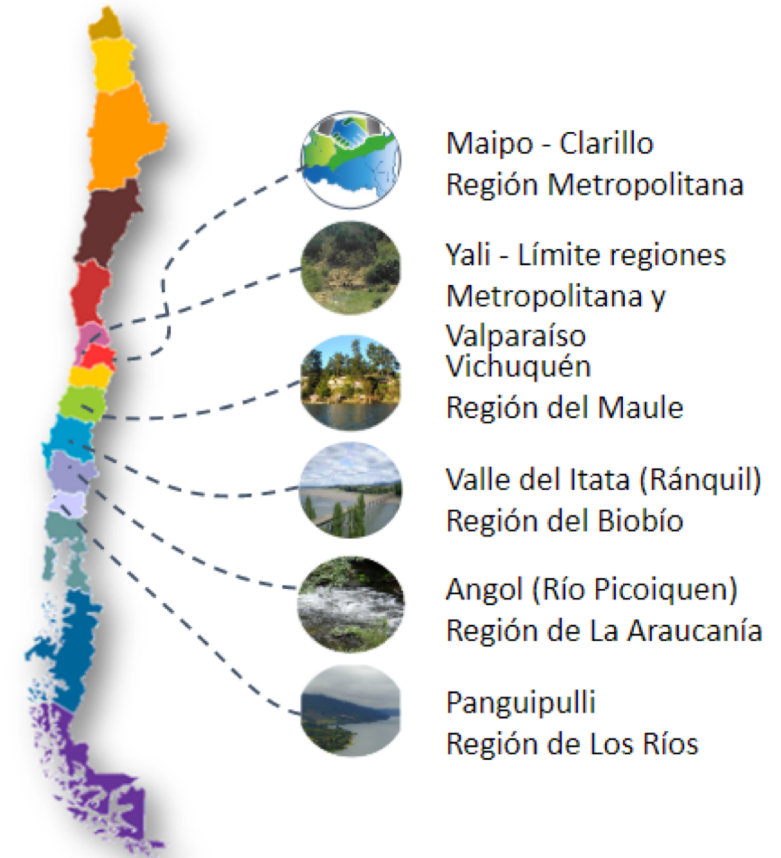 Maipo - Clarillo
Región Metropolitana
Yali - Límite regiones
Metropolitana y
Valparaíso
Vichuquén
Región del Maule
Valle del Itata (Ránquil)
Región del Biobío
Angol (Río Picoiquen)
Región de La Araucanía
Panguipulli
Región de Los Ríos